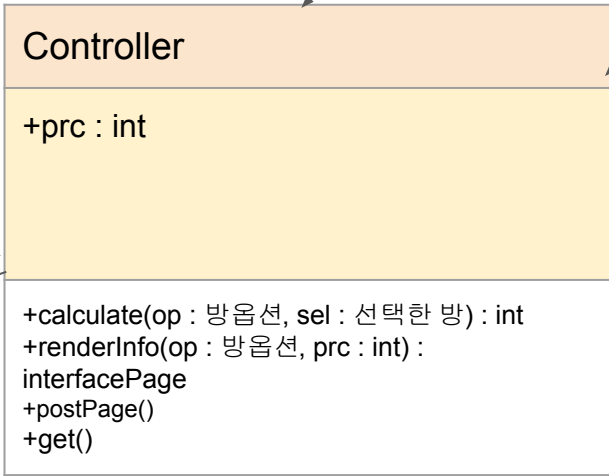 Controller
+prc : int
+calculate(op : 방옵션, sel : 선택한 방) : int
+renderInfo(op : 방옵션, prc : int) :
interfacePage
+postPage()
+get()